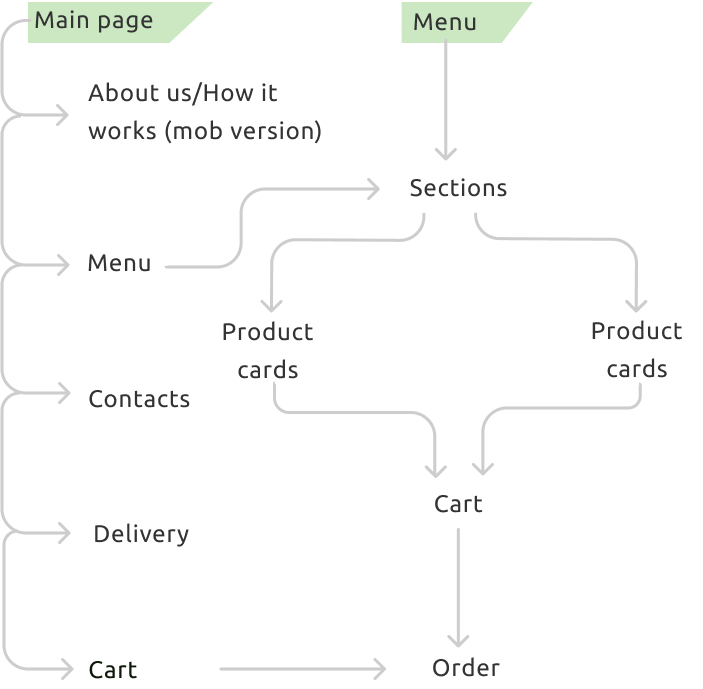 Main page
Menu
About us/How it
works (mob version)
Sections
Menu
Product
cards
Product
cards
Contacts
Cart
Delivery
Cart
Order